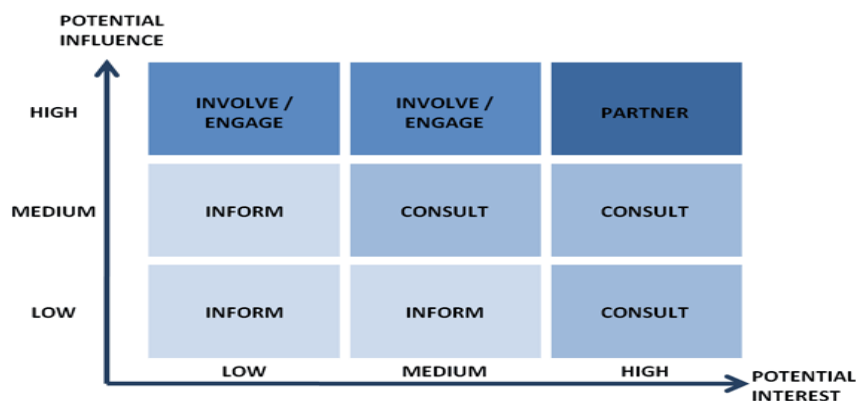 POTENTIAL
INFLUENCE
HIGH
INVOLVE /
ENGAGE
INVOLVE /
ENGAGE
PARTNER
MEDIUM
INFORM
CONSULT
CONSULT
LOW
INFORM
INFORM
CONSULT
LOW
MEDIUM
HIGH
POTENTIAL
INTEREST